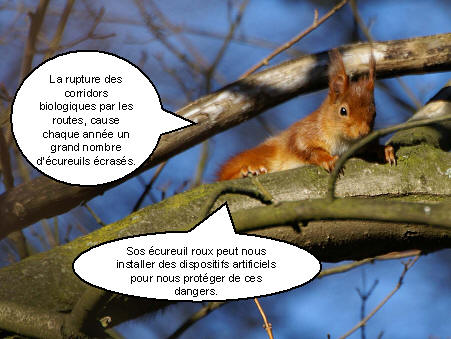 La rupture des
corridors
biologiques par les
routes, cause
chaque année un
grand nombre
d'écureuils écrasés.
Sos écureuil roux peut nous
installer des dispositifs artificiels
pour nous protéger de ces
dangers.